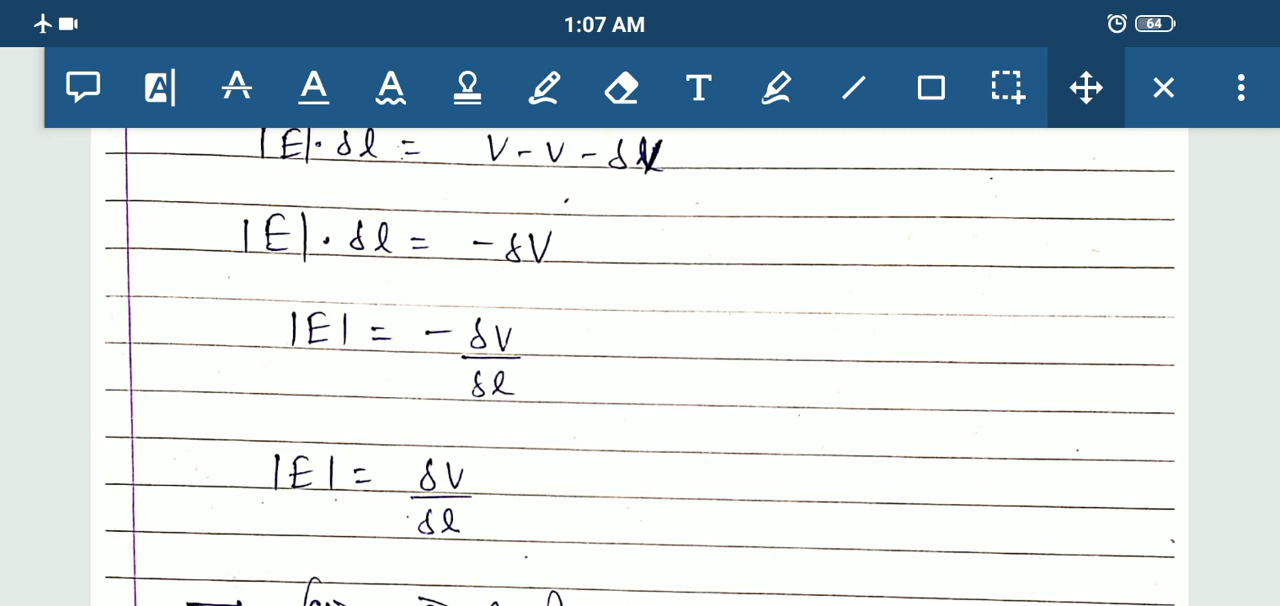 1:07 AM
64
|E|. δl = V - V - δV
|E|. δl = - δV
|E| = - δV
δl
|E| = δV
δl